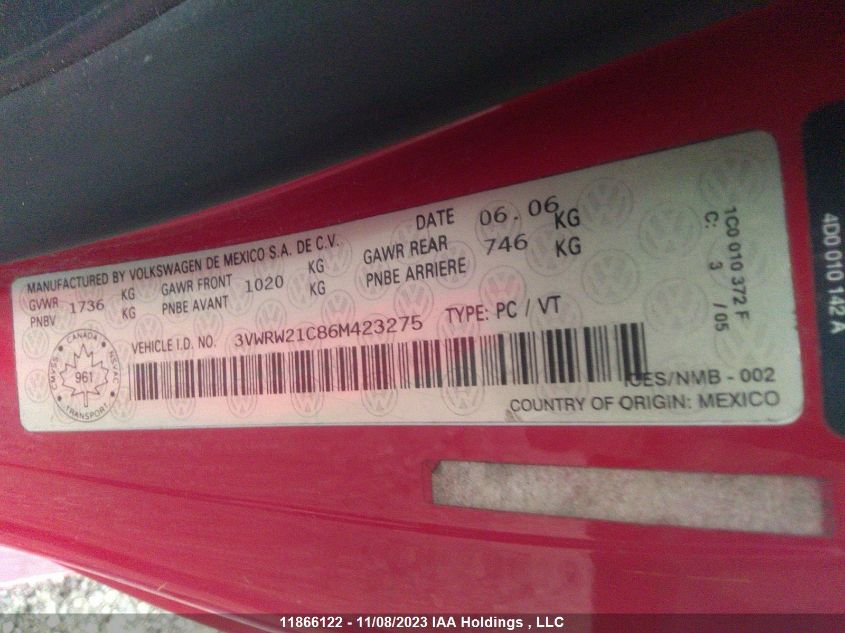 MANUFACTURED BY VOLKSWAGEN DE MEXICO S.A. DE C.V. DATE 06.06
GVWR 1736 KG GAWR FRONT 1020 KG GAWR REAR 746 KG
PNBV KG PNBE AVANT KG PNBE ARRIERE KG
VEHICLE I.D. NO. 3VWRW21C86M423275 TYPE: PC / VT
CANADA
CMVSS 961 NSVAC
TRANSPORT
ICES/NMB - 002
COUNTRY OF ORIGIN: MEXICO
1C0 010 372 F
C: 3 / 05
4D0 010 142 A
11866122 - 11/08/2023 IAA Holdings , LLC